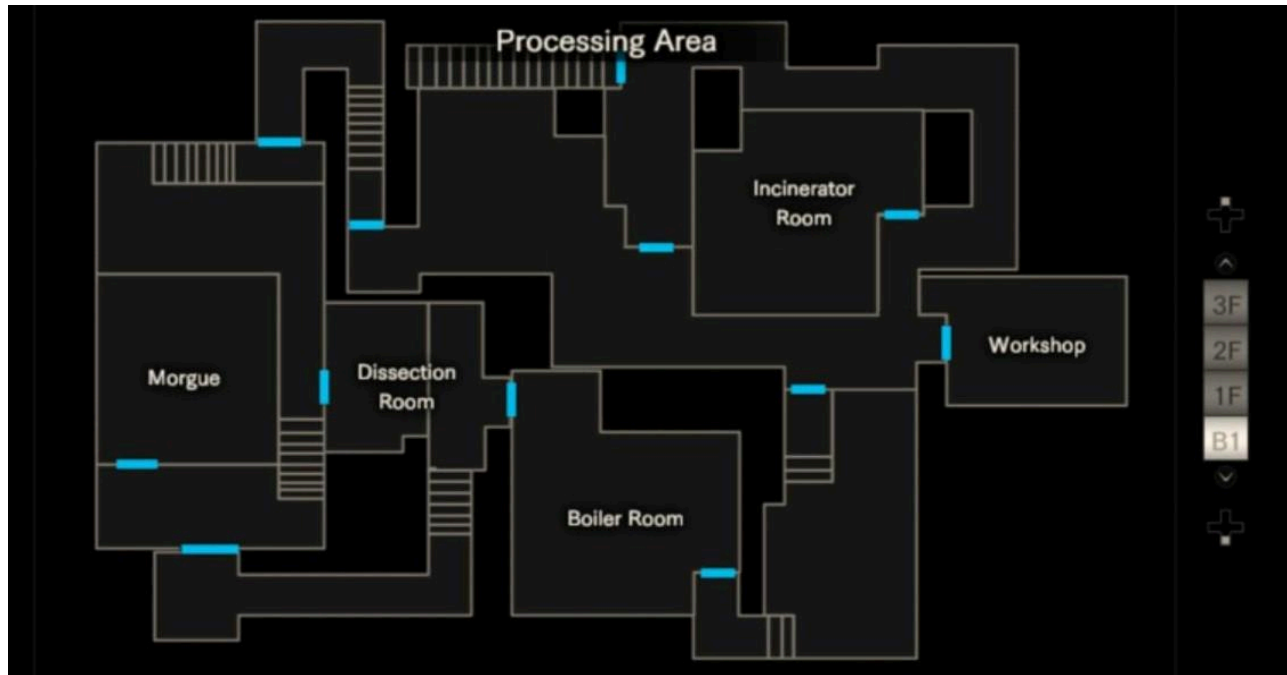 Processing Area
Incinerator
Room
Morgue
Dissection
Room
Workshop
Boiler Room
3F
2F
1F
B1